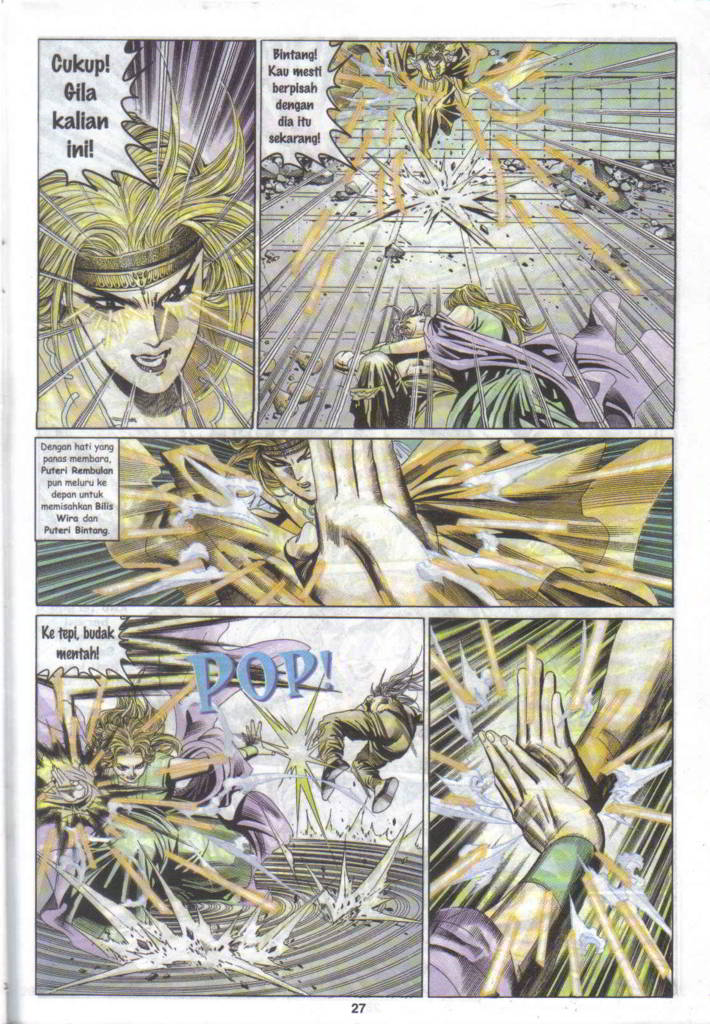 Cukup!
Gila
kalian
ini!
Bintang!
Kau mesti
berpisah
dengan
dia itu
sekarang!
Dengan hati yang
panas membara,
Puteri Rembulan
pun meluru ke
depan untuk
memisahkan Bilis
Wira dan
Puteri Bintang.
Ke tepi, budak
mentah!
POP!
27